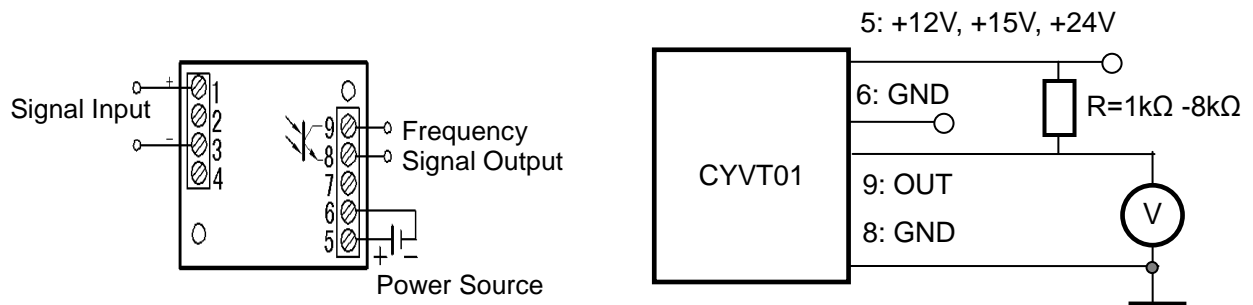 Signal Input
+
−
1
2
3
4
9
8
7
6
5
Frequency
Signal Output
+ −
Power Source
CYVT01
5: +12V, +15V, +24V
6: GND
R=1kΩ -8kΩ
9: OUT
8: GND
V